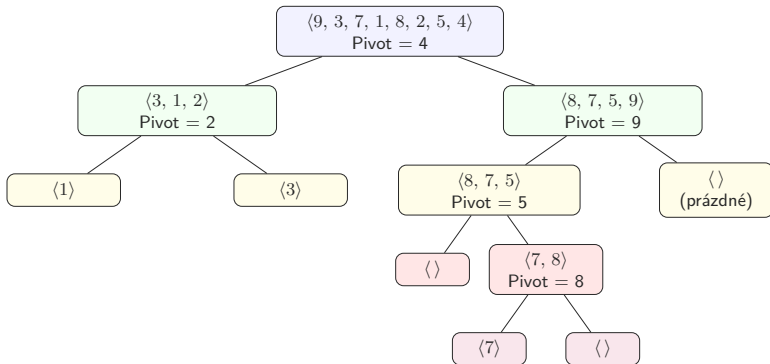 ⟨9, 3, 7, 1, 8, 2, 5, 4⟩
Pivot = 4
⟨3, 1, 2⟩
Pivot = 2
⟨8, 7, 5, 9⟩
Pivot = 9
⟨1⟩
⟨3⟩
⟨8, 7, 5⟩
Pivot = 5
⟨ ⟩
(prázdné)
⟨ ⟩
⟨7, 8⟩
Pivot = 8
⟨7⟩
⟨ ⟩